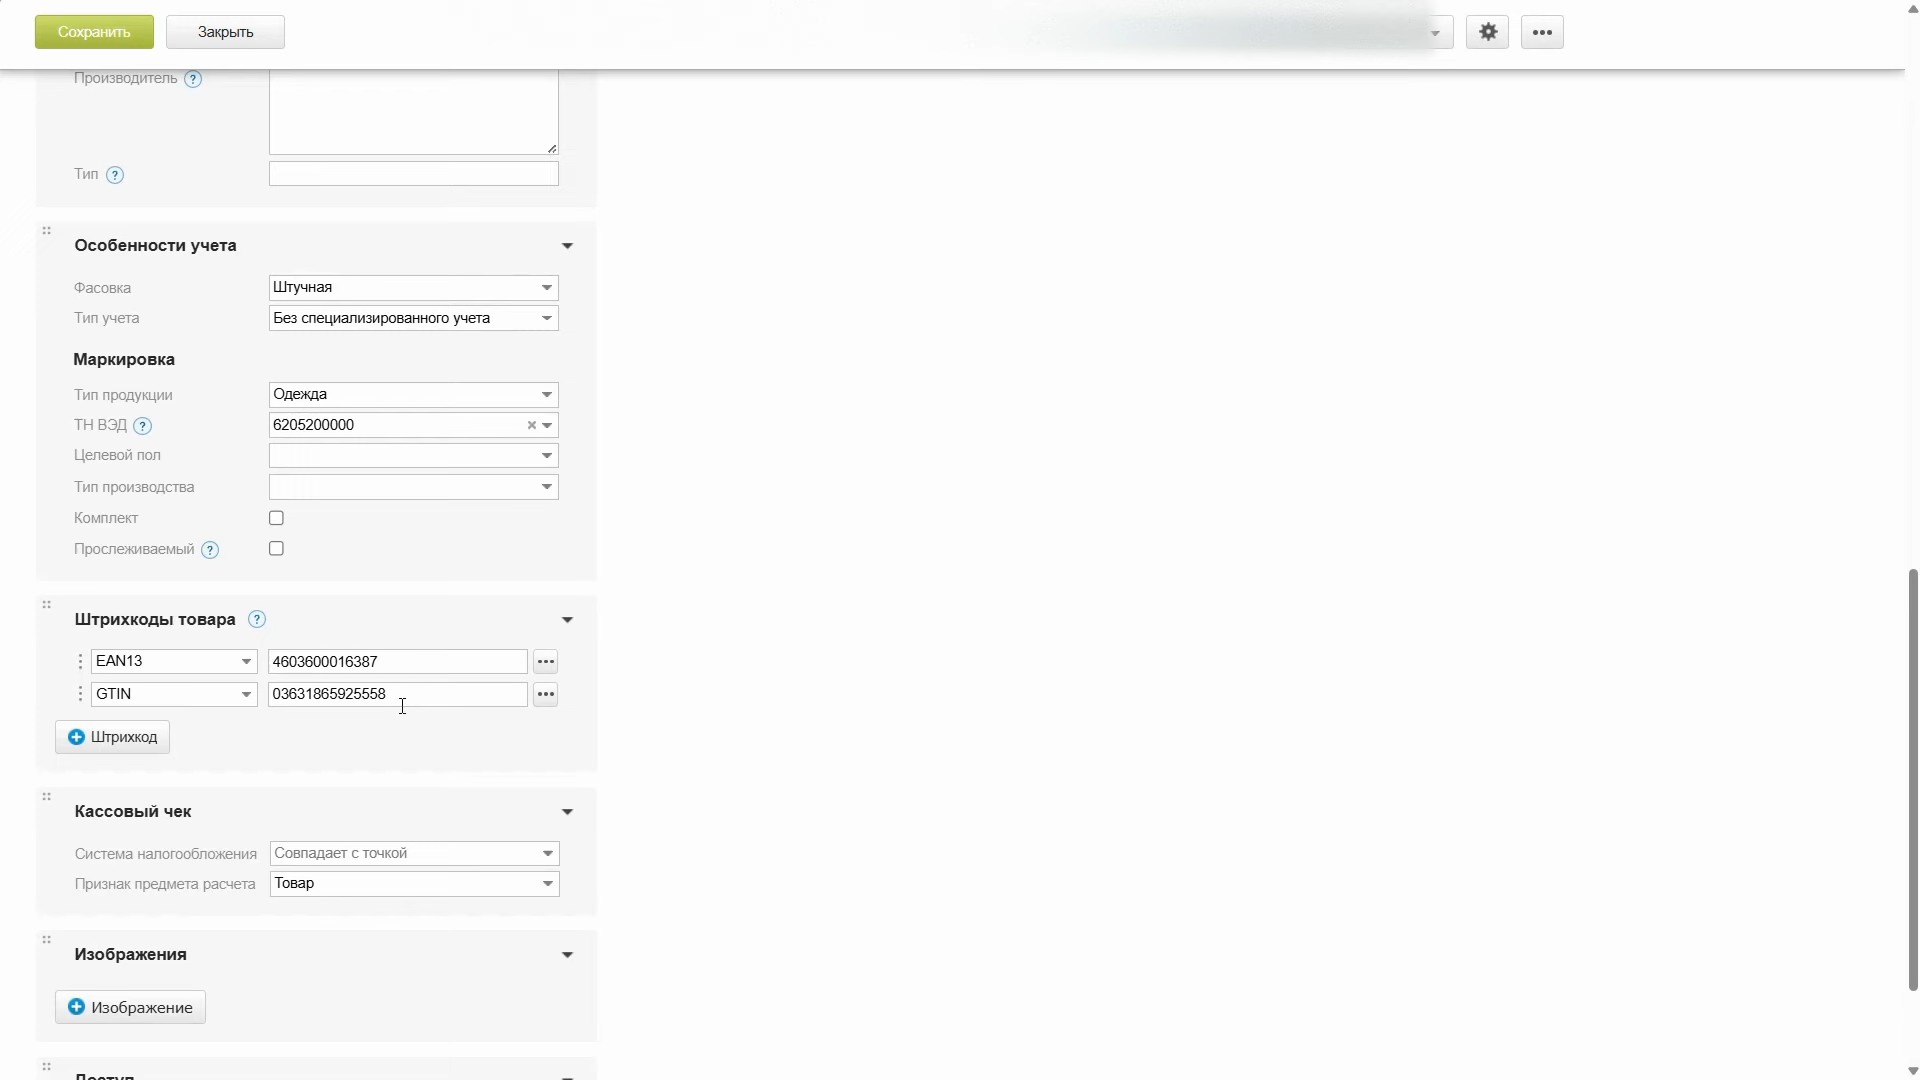 Сохранить
Закрыть
Производитель ?
Тип ?
Особенности учета
Фасовка Штучная
Тип учета Без специализированного учета
Маркировка
Тип продукции Одежда
ТН ВЭД ? 6205200000
Целевой пол
Тип производства
Комплект
Прослеживаемый ?
Штрихкоды товара ?
EAN13 4603600016387
GTIN 03631865925558
Штрихкод
Кассовый чек
Система налогообложения Совпадает с точкой
Признак предмета расчета Товар
Изображения
Изображение
Доступ